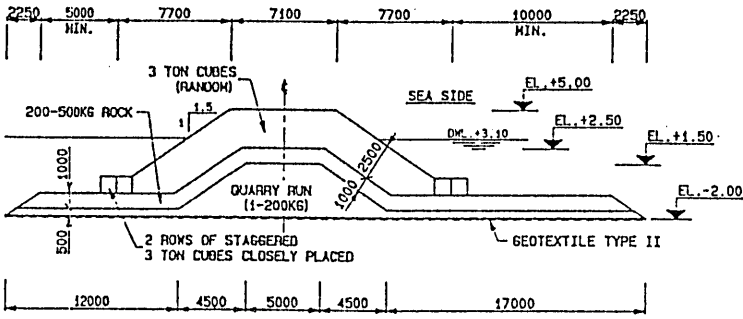 2250 5000 7700 7100 7700 10000 2250
MIN. MIN.
3 TON CUBES
(RANDOM)
℄
SEA SIDE
EL.+5.00
200-500KG ROCK
1.5
1
DWL.+3.10
EL.+2.50
EL.+1.50
2500
1000
1000
QUARRY RUN
(1-200KG)
EL.-2.00
500
2 ROWS OF STAGGERED
3 TON CUBES CLOSELY PLACED
GEOTEXTILE TYPE II
12000 4500 5000 4500 17000